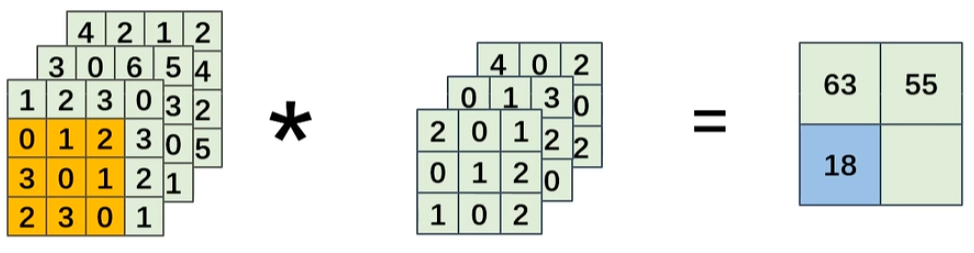 4 2 1 2
3 0 6 5 4
1 2 3 0 3 2
0 1 2 3 0 5
3 0 1 2 1
2 3 0 1
*
4 0 2
0 1 3 0
2 0 1 2 2
0 1 2 0
1 0 2
=
63 55
18